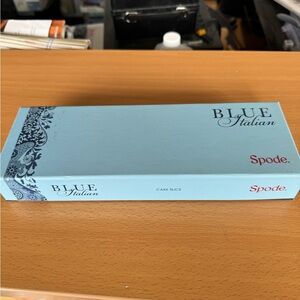 BLUE
Italian
Spode.
BLUE
Italian
CAKE SLICE
Spode.